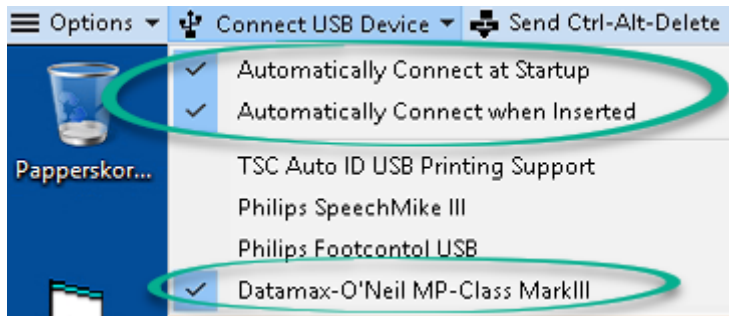 Options Connect USB Device Send Ctrl-Alt-Delete
Automatically Connect at Startup
Automatically Connect when Inserted
Papperskor...
TSC Auto ID USB Printing Support
Philips SpeechMike III
Philips Footcontol USB
Datamax-O'Neil MP-Class MarkIII